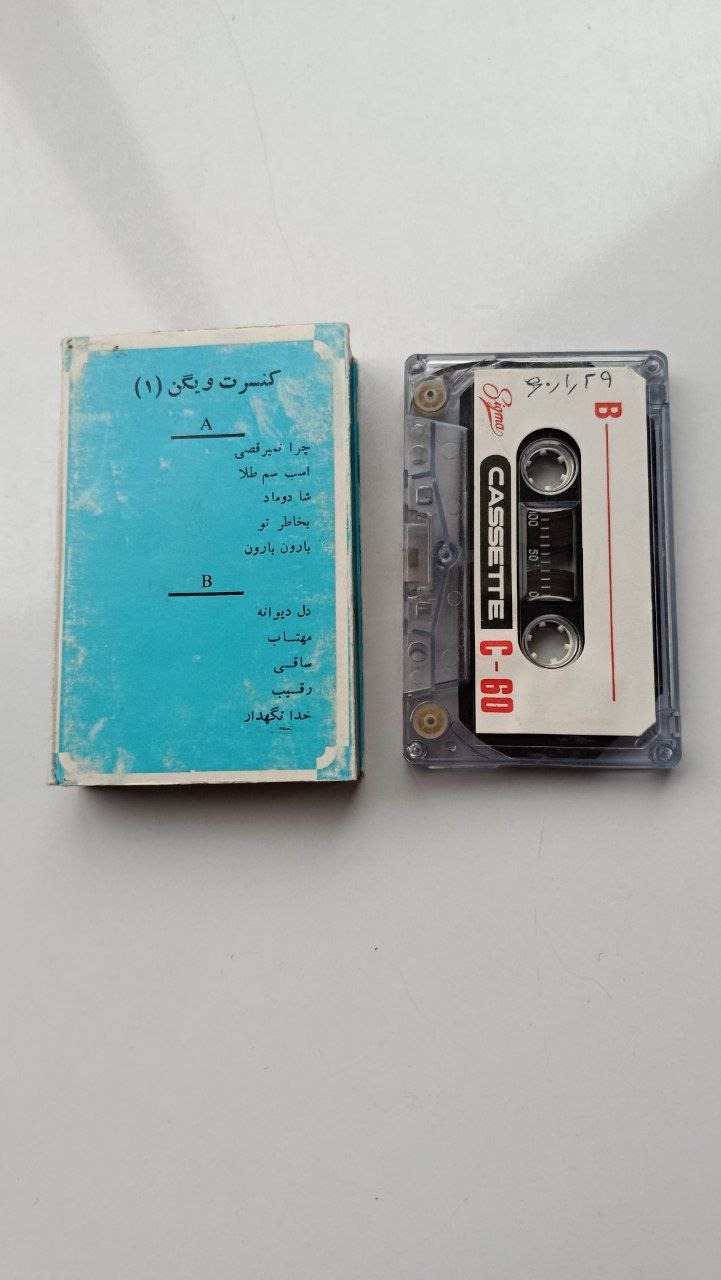 کنسرت ویگن (۱)
A
چرا نمیرقصی
اسب سم طلا
شا دوماد
بخاطر تو
بارون بارون
B
دل دیوانه
مهتاب
ساقی
رقیب
خدا نگهدار
B
Sigma
CASSETTE
C-60
100 50 0